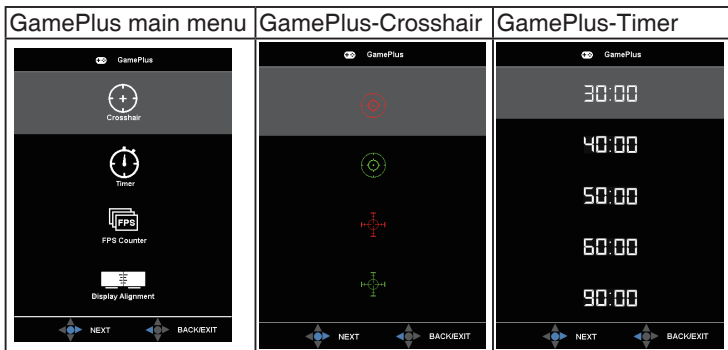 GamePlus main menu
GamePlus-Crosshair
GamePlus-Timer
GamePlus
Crosshair
Timer
FPS
FPS Counter
Display Alignment
NEXT
BACK/EXIT
GamePlus
NEXT
BACK/EXIT
GamePlus
30:00
40:00
50:00
60:00
90:00
NEXT
BACK/EXIT